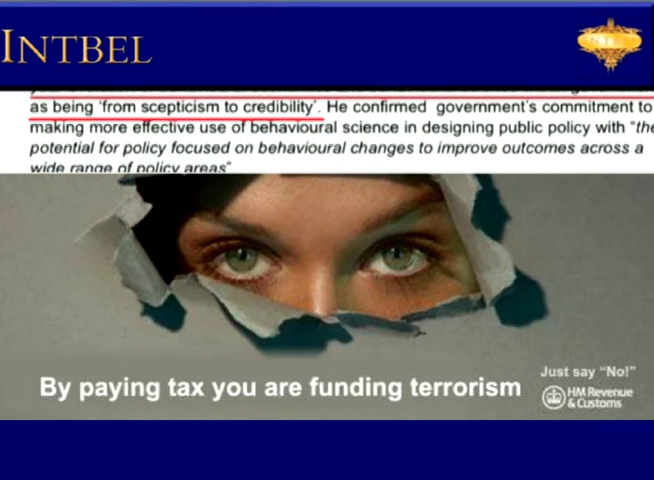 INTBEL
as being 'from scepticism to credibility'. He confirmed government's commitment to
making more effective use of behavioural science in designing public policy with "the
potential for policy focused on behavioural changes to improve outcomes across a
wide range of policy areas"
Just say "No!"
By paying tax you are funding terrorism
HM Revenue
& Customs